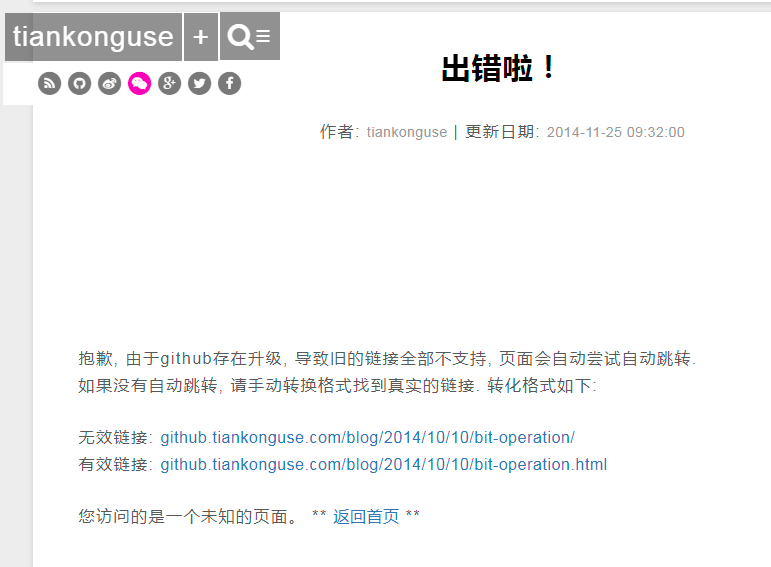 tiankonguse + 
出错啦！
作者: tiankonguse | 更新日期: 2014-11-25 09:32:00
抱歉, 由于github存在升级, 导致旧的链接全部不支持, 页面会自动尝试自动跳转.
如果没有自动跳转, 请手动转换格式找到真实的链接. 转化格式如下:
无效链接: github.tiankonguse.com/blog/2014/10/10/bit-operation/
有效链接: github.tiankonguse.com/blog/2014/10/10/bit-operation.html
您访问的是一个未知的页面。 ** 返回首页 **